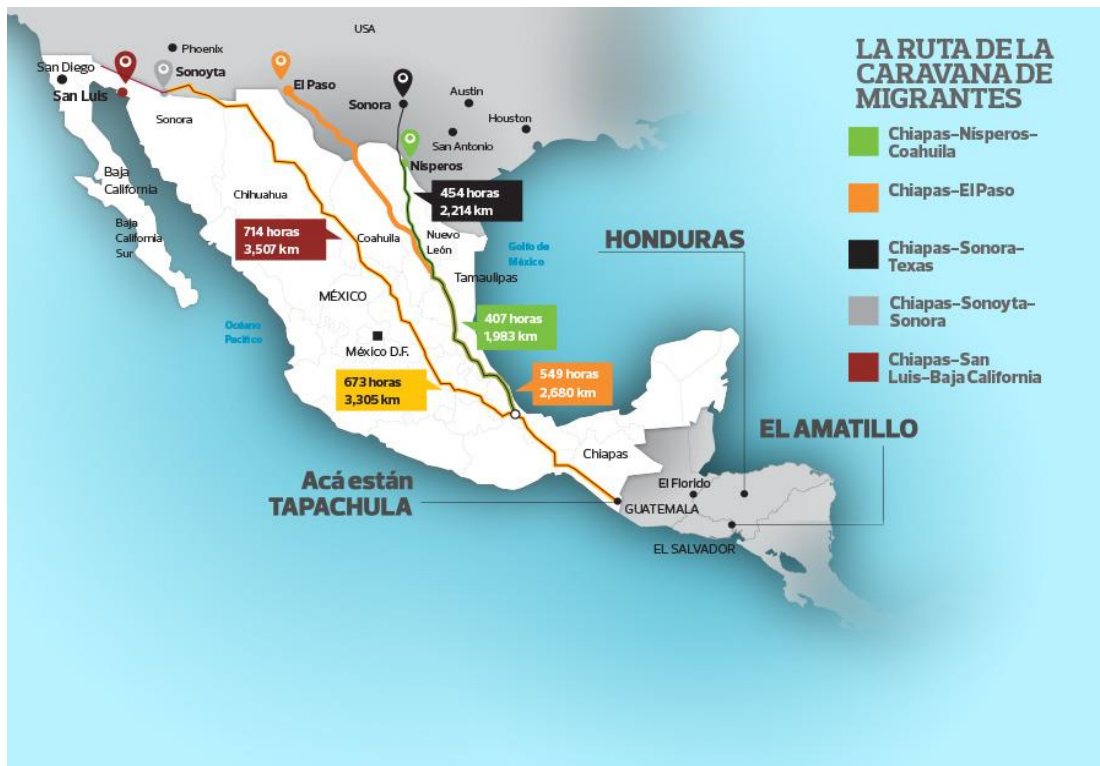 LA RUTA DE LA
CARAVANA DE
MIGRANTES
Chiapas–Nísperos–
Coahuila
Chiapas–El Paso
Chiapas–Sonora–
Texas
Chiapas–Sonoyta–
Sonora
Chiapas–San
Luis–Baja California
USA
Phoenix
San Diego
Sonoyta
San Luis
El Paso
Sonora
Austin
Houston
San Antonio
Nísperos
Sonora
Baja
California
Chihuahua
Baja
California
Sur
454 horas
2,214 km
714 horas
3,507 km
Coahuila
Nuevo
León
Golfo de
México
HONDURAS
Tamaulipas
MÉXICO
Océano
Pacífico
407 horas
1,983 km
México D.F.
673 horas
3,305 km
549 horas
2,680 km
EL AMATILLO
Chiapas
Acá están
TAPACHULA
El Florido
GUATEMALA
EL SALVADOR